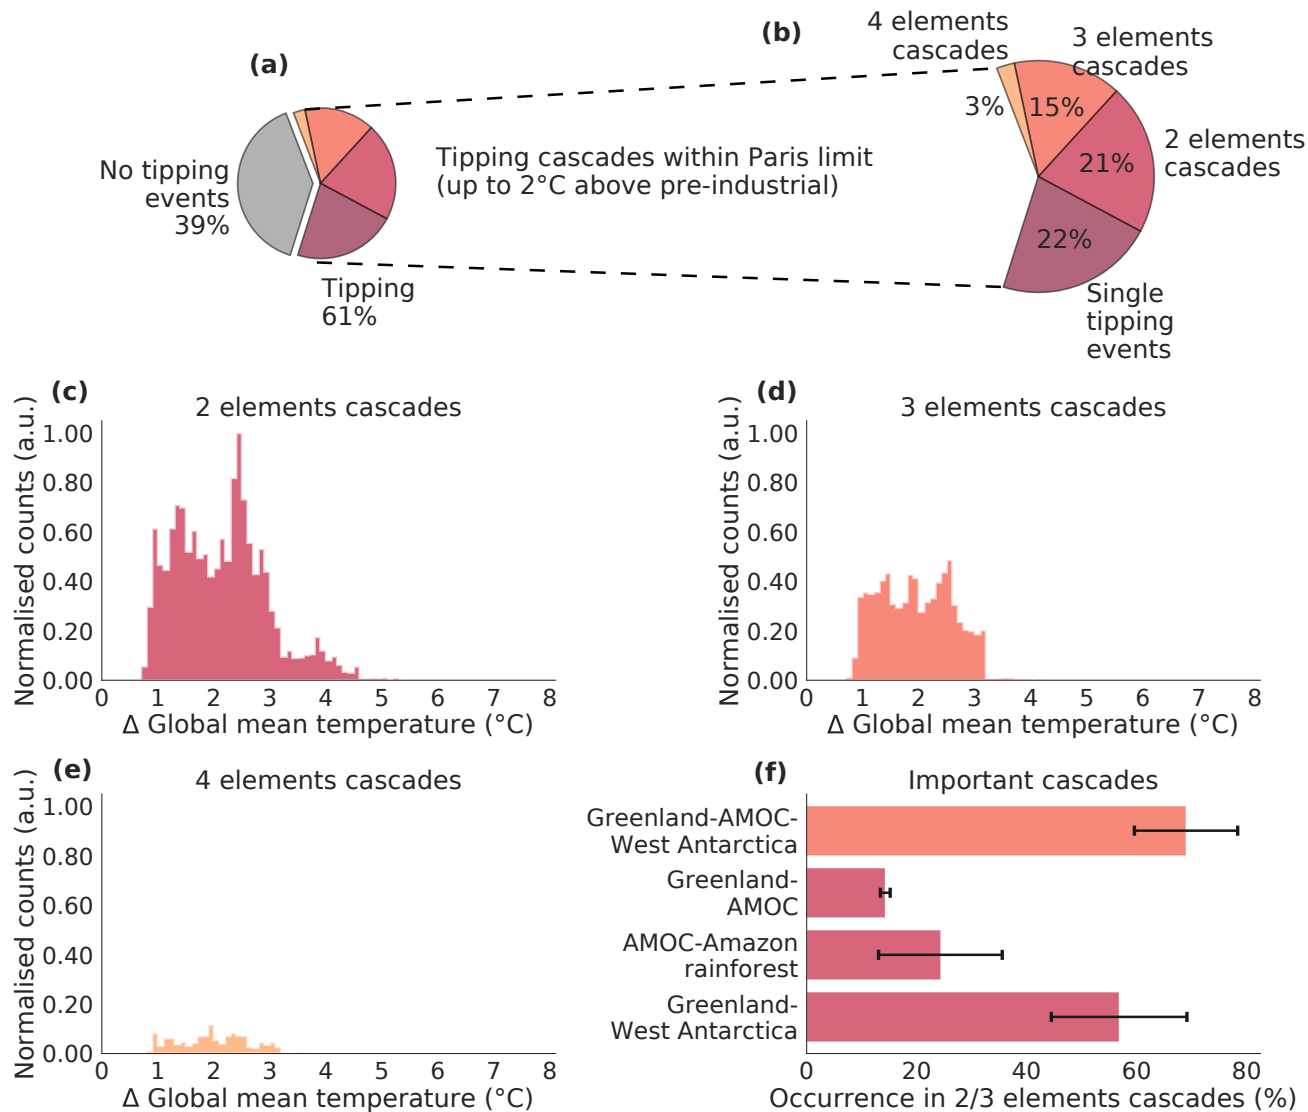 (a)
No tipping
events
39%
Tipping
61%
Tipping cascades within Paris limit
(up to 2°C above pre-industrial)
(b)
4 elements
cascades
3 elements
cascades
3%
15%
2 elements
cascades
21%
22%
Single
tipping
events
(c)
2 elements cascades
Normalised counts (a.u.)
1.00
0.80
0.60
0.40
0.20
0.00
0 1 2 3 4 5 6 7 8
Δ Global mean temperature (°C)
(d)
3 elements cascades
Normalised counts (a.u.)
1.00
0.80
0.60
0.40
0.20
0.00
0 1 2 3 4 5 6 7 8
Δ Global mean temperature (°C)
(e)
4 elements cascades
Normalised counts (a.u.)
1.00
0.80
0.60
0.40
0.20
0.00
0 1 2 3 4 5 6 7 8
Δ Global mean temperature (°C)
(f)
Important cascades
Greenland-AMOC-
West Antarctica
Greenland-
AMOC
AMOC-Amazon
rainforest
Greenland-
West Antarctica
0 20 40 60 80
Occurrence in 2/3 elements cascades (%)